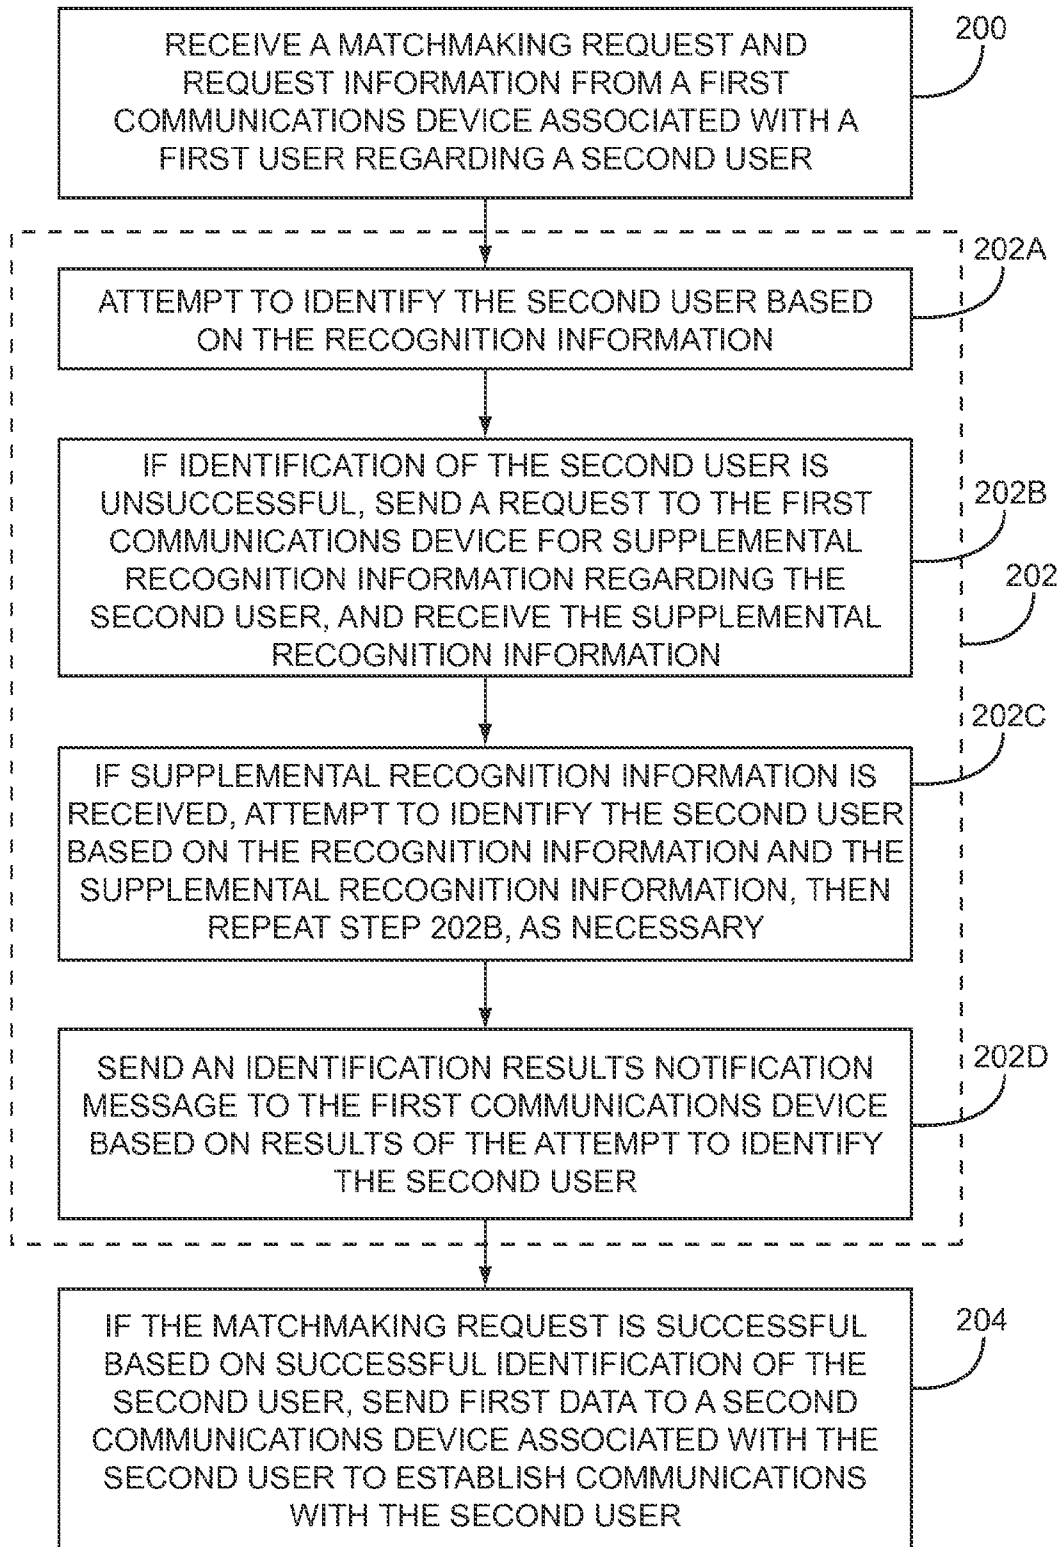 RECEIVE A MATCHMAKING REQUEST AND
REQUEST INFORMATION FROM A FIRST
COMMUNICATIONS DEVICE ASSOCIATED WITH A
FIRST USER REGARDING A SECOND USER
200
202A
ATTEMPT TO IDENTIFY THE SECOND USER BASED
ON THE RECOGNITION INFORMATION
IF IDENTIFICATION OF THE SECOND USER IS
UNSUCCESSFUL, SEND A REQUEST TO THE FIRST
COMMUNICATIONS DEVICE FOR SUPPLEMENTAL
RECOGNITION INFORMATION REGARDING THE
SECOND USER, AND RECEIVE THE SUPPLEMENTAL
RECOGNITION INFORMATION
202B
202
202C
IF SUPPLEMENTAL RECOGNITION INFORMATION IS
RECEIVED, ATTEMPT TO IDENTIFY THE SECOND USER
BASED ON THE RECOGNITION INFORMATION AND THE
SUPPLEMENTAL RECOGNITION INFORMATION, THEN
REPEAT STEP 202B, AS NECESSARY
SEND AN IDENTIFICATION RESULTS NOTIFICATION
MESSAGE TO THE FIRST COMMUNICATIONS DEVICE
BASED ON RESULTS OF THE ATTEMPT TO IDENTIFY
THE SECOND USER
202D
IF THE MATCHMAKING REQUEST IS SUCCESSFUL
BASED ON SUCCESSFUL IDENTIFICATION OF THE
SECOND USER, SEND FIRST DATA TO A SECOND
COMMUNICATIONS DEVICE ASSOCIATED WITH THE
SECOND USER TO ESTABLISH COMMUNICATIONS
WITH THE SECOND USER
204